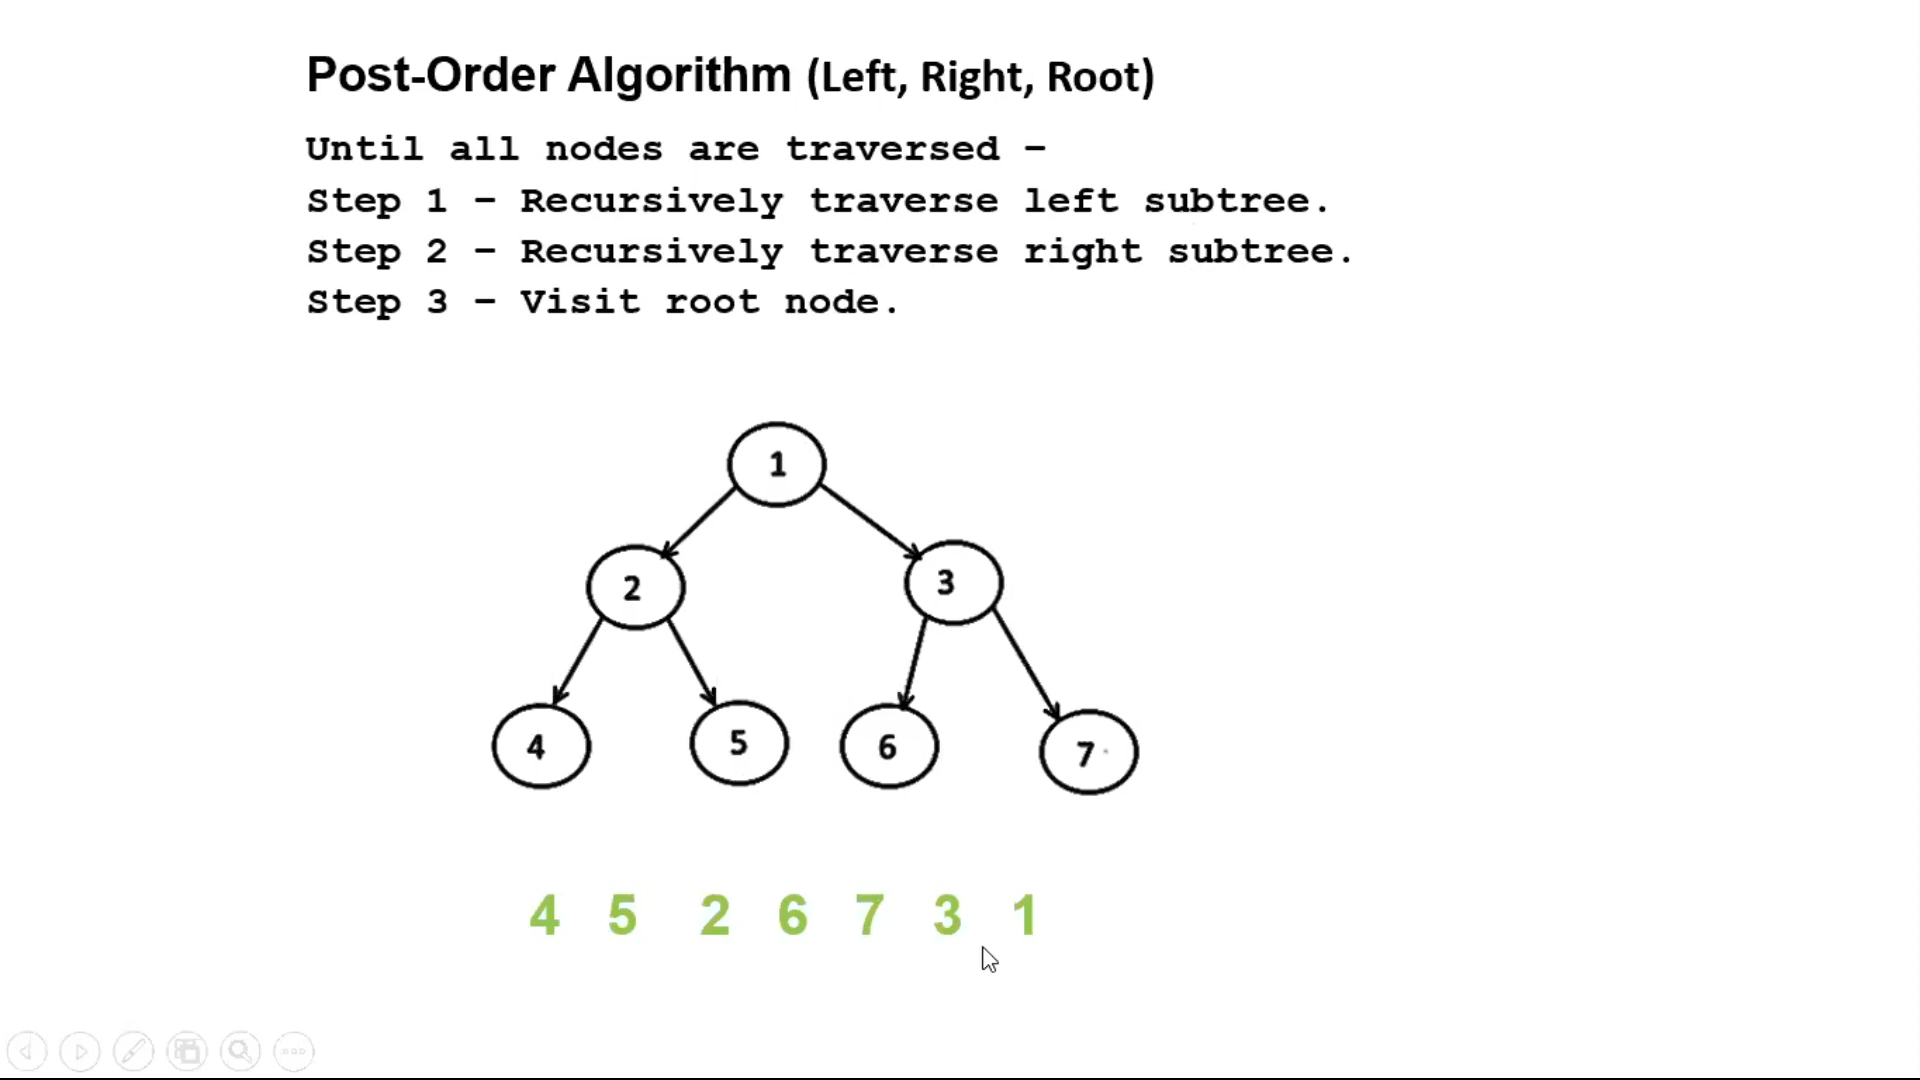 Post-Order Algorithm (Left, Right, Root)
Until all nodes are traversed –
Step 1 – Recursively traverse left subtree.
Step 2 – Recursively traverse right subtree.
Step 3 – Visit root node.
1
2 3
4 5 6 7
4 5 2 6 7 3 1